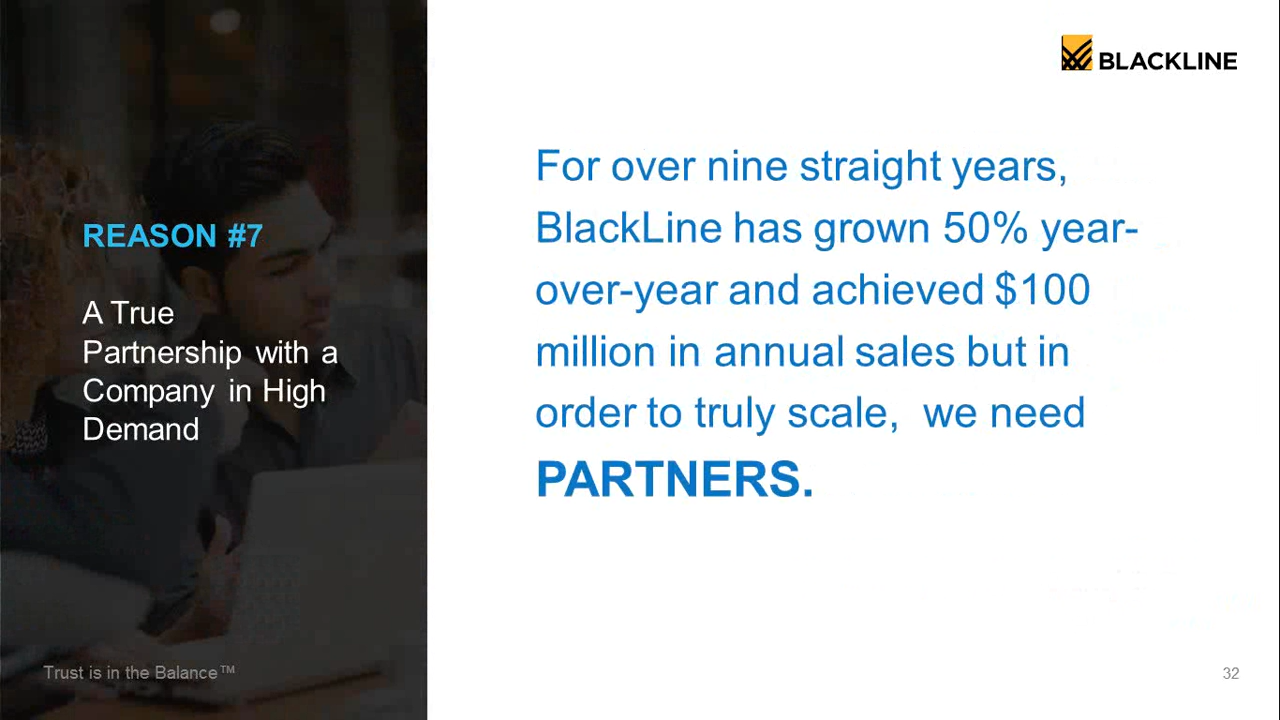 BLACKLINE
REASON #7
A True
Partnership with a
Company in High
Demand
For over nine straight years,
BlackLine has grown 50% year-
over-year and achieved $100
million in annual sales but in
order to truly scale, we need
PARTNERS.
Trust is in the Balance™
32